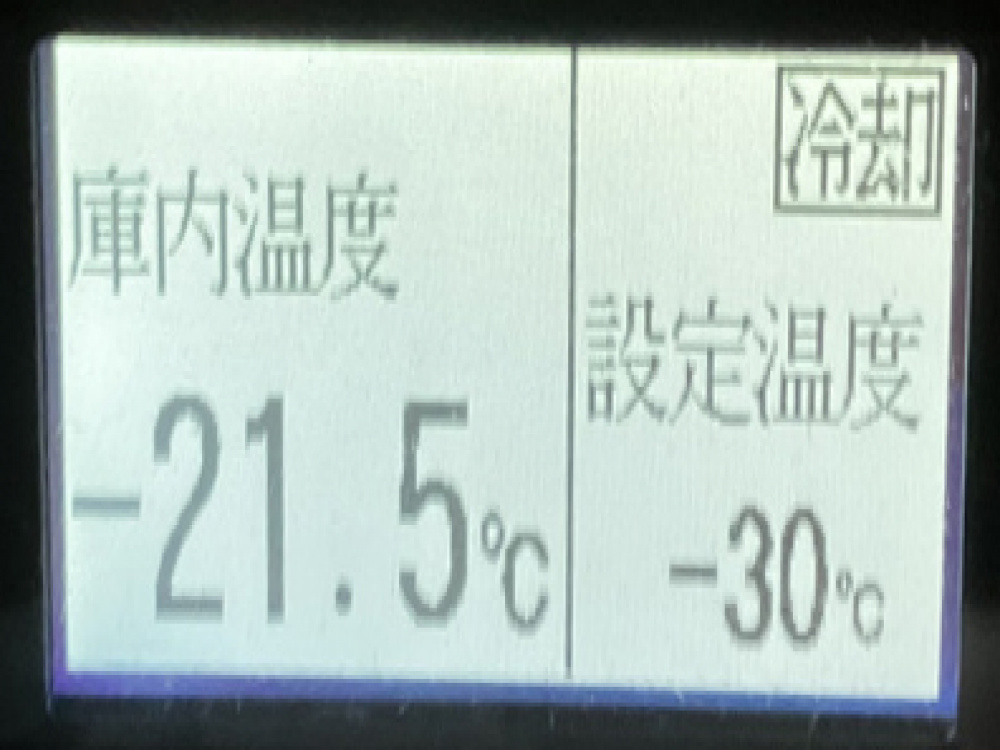 庫内温度
-21.5℃
冷却
設定温度
-30℃